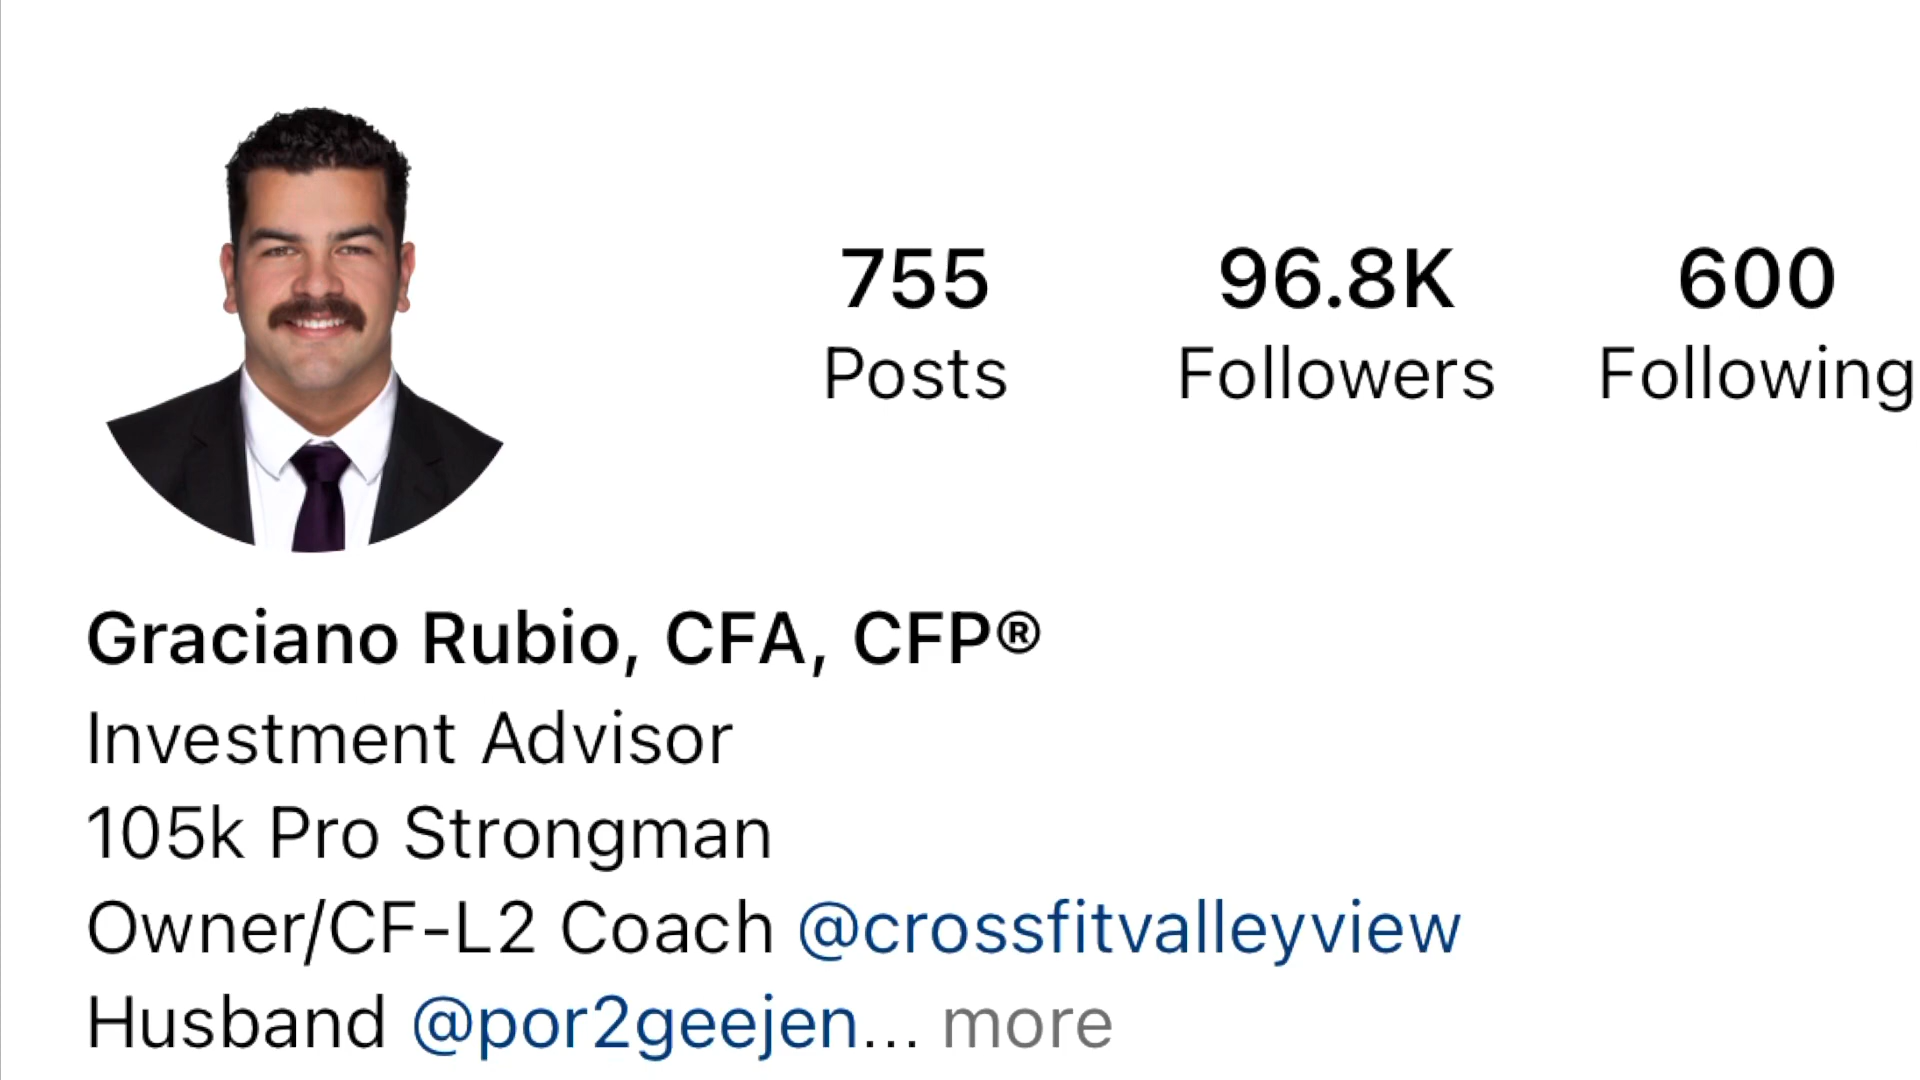 755 96.8K 600
Posts Followers Following
Graciano Rubio, CFA, CFP®
Investment Advisor
105k Pro Strongman
Owner/CF-L2 Coach @crossfitvalleyview
Husband @por2geejen... more